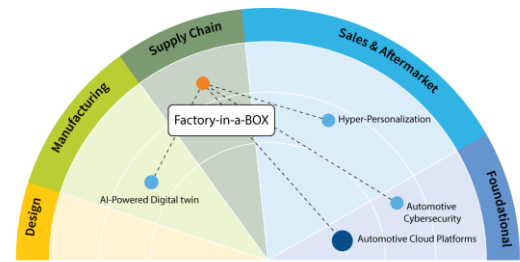 Supply Chain
Sales & Aftermarket
Manufacturing
Factory-in-a-BOX
Hyper-Personalization
AI-Powered Digital twin
Design
Automotive
Cybersecurity
Foundational
Automotive Cloud Platforms